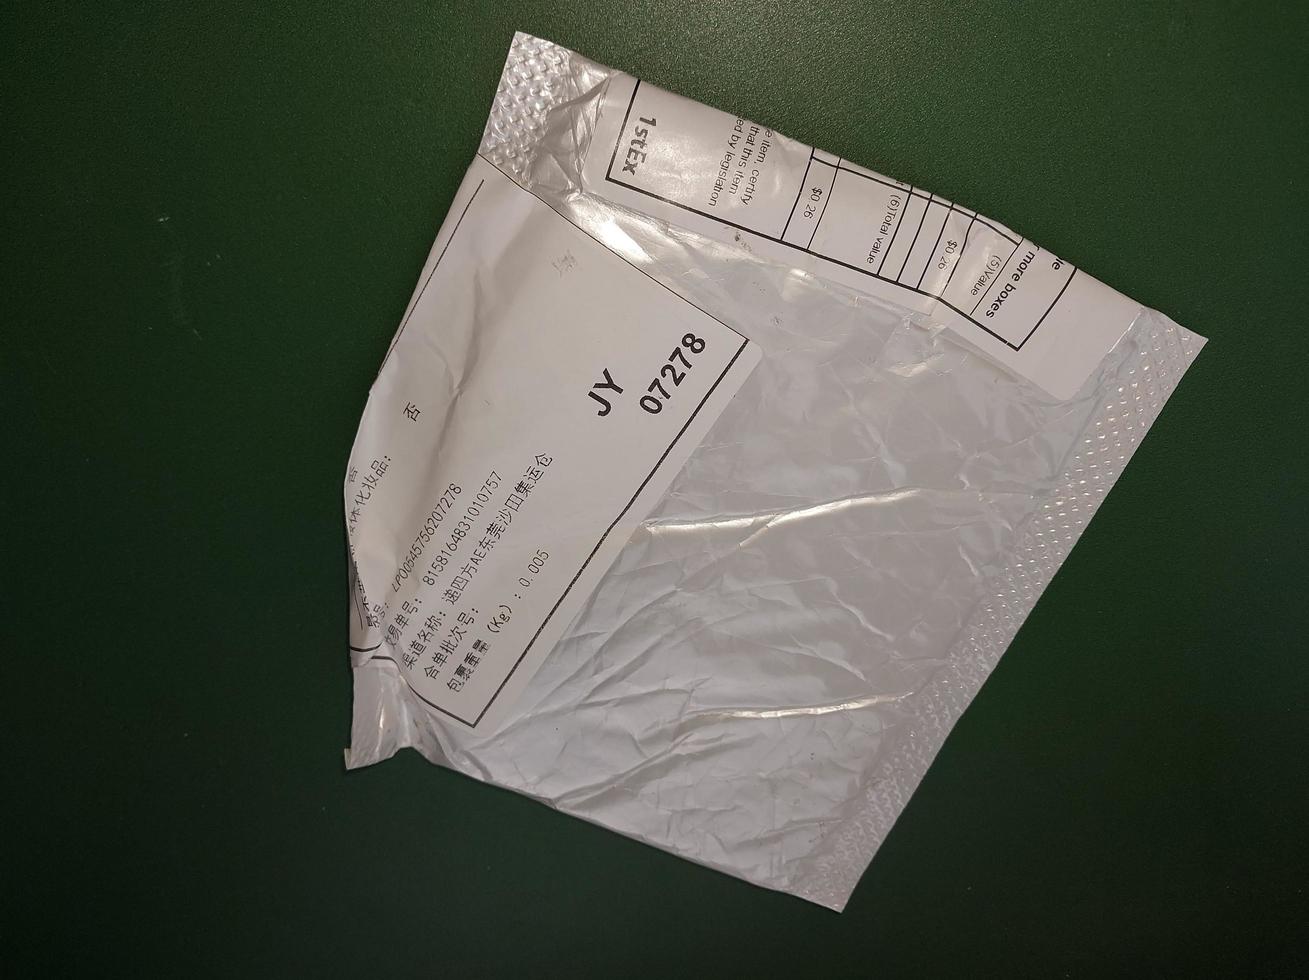 否
体化妆品:
LP00545756207278
易单号: 8158164831010757
渠道名称: 递四方AE东莞沙田集运仓
合单批次号:
包裹重量 (Kg) : 0.005
JY
07278
more boxes
(5)Value
$0 26
(6)Total value
$0 26
item, certify
that this item
ed by legislation
1stEx